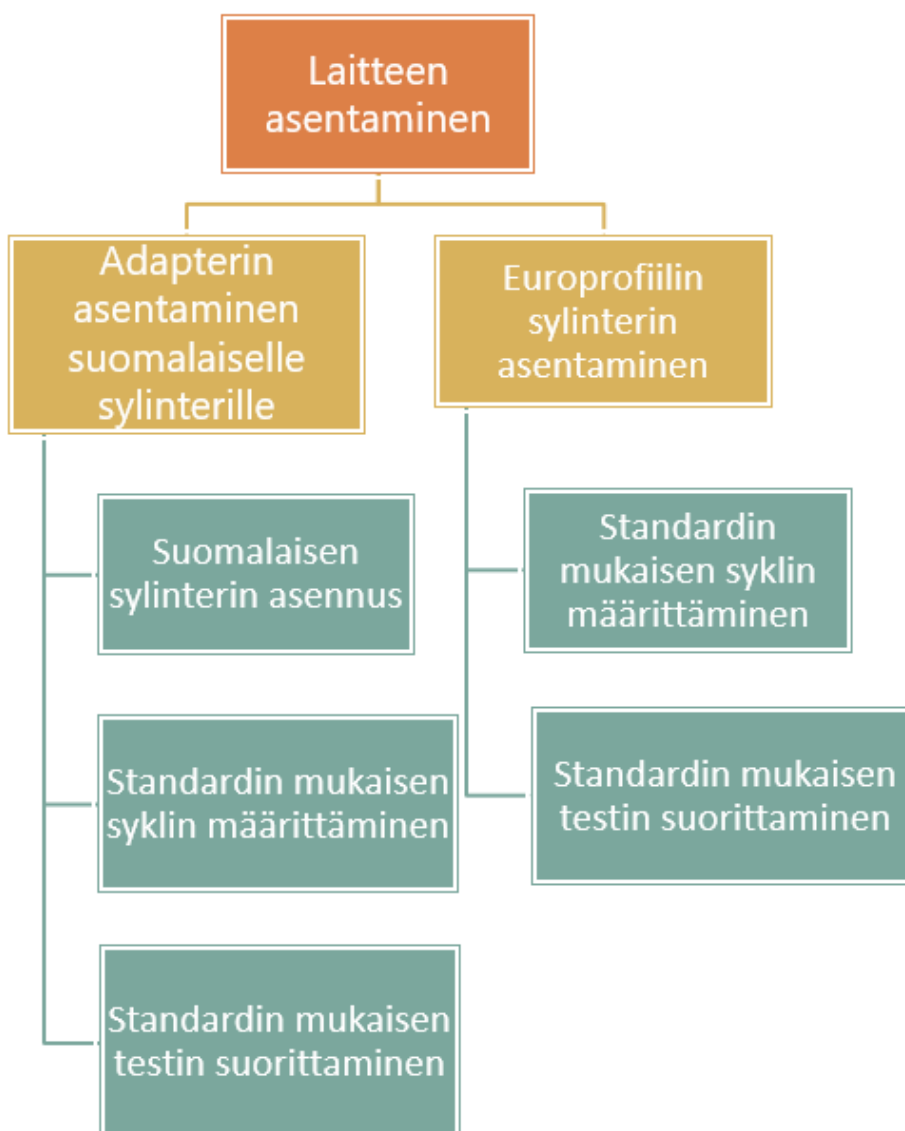 Laitteen
asentaminen
Adapterin
asentaminen
suomalaiselle
sylinterille
Europrofiilin
sylinterin
asentaminen
Suomalaisen
sylinterin asennus
Standardin
mukaisen syklin
määrittäminen
Standardin mukaisen
syklin määrittäminen
Standardin mukaisen
testin suorittaminen
Standardin mukaisen
testin suorittaminen